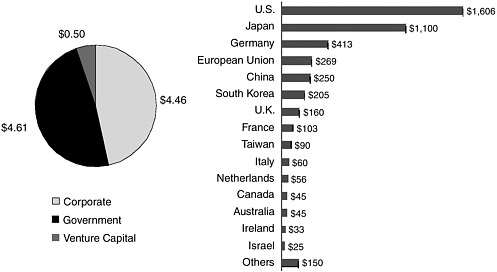 $0.50
$4.46
$4.61
Corporate
Government
Venture Capital
U.S. $1,606
Japan $1,100
Germany $413
European Union $269
China $250
South Korea $205
U.K. $160
France $103
Taiwan $90
Italy $60
Netherlands $56
Canada $45
Australia $45
Ireland $33
Israel $25
Others $150